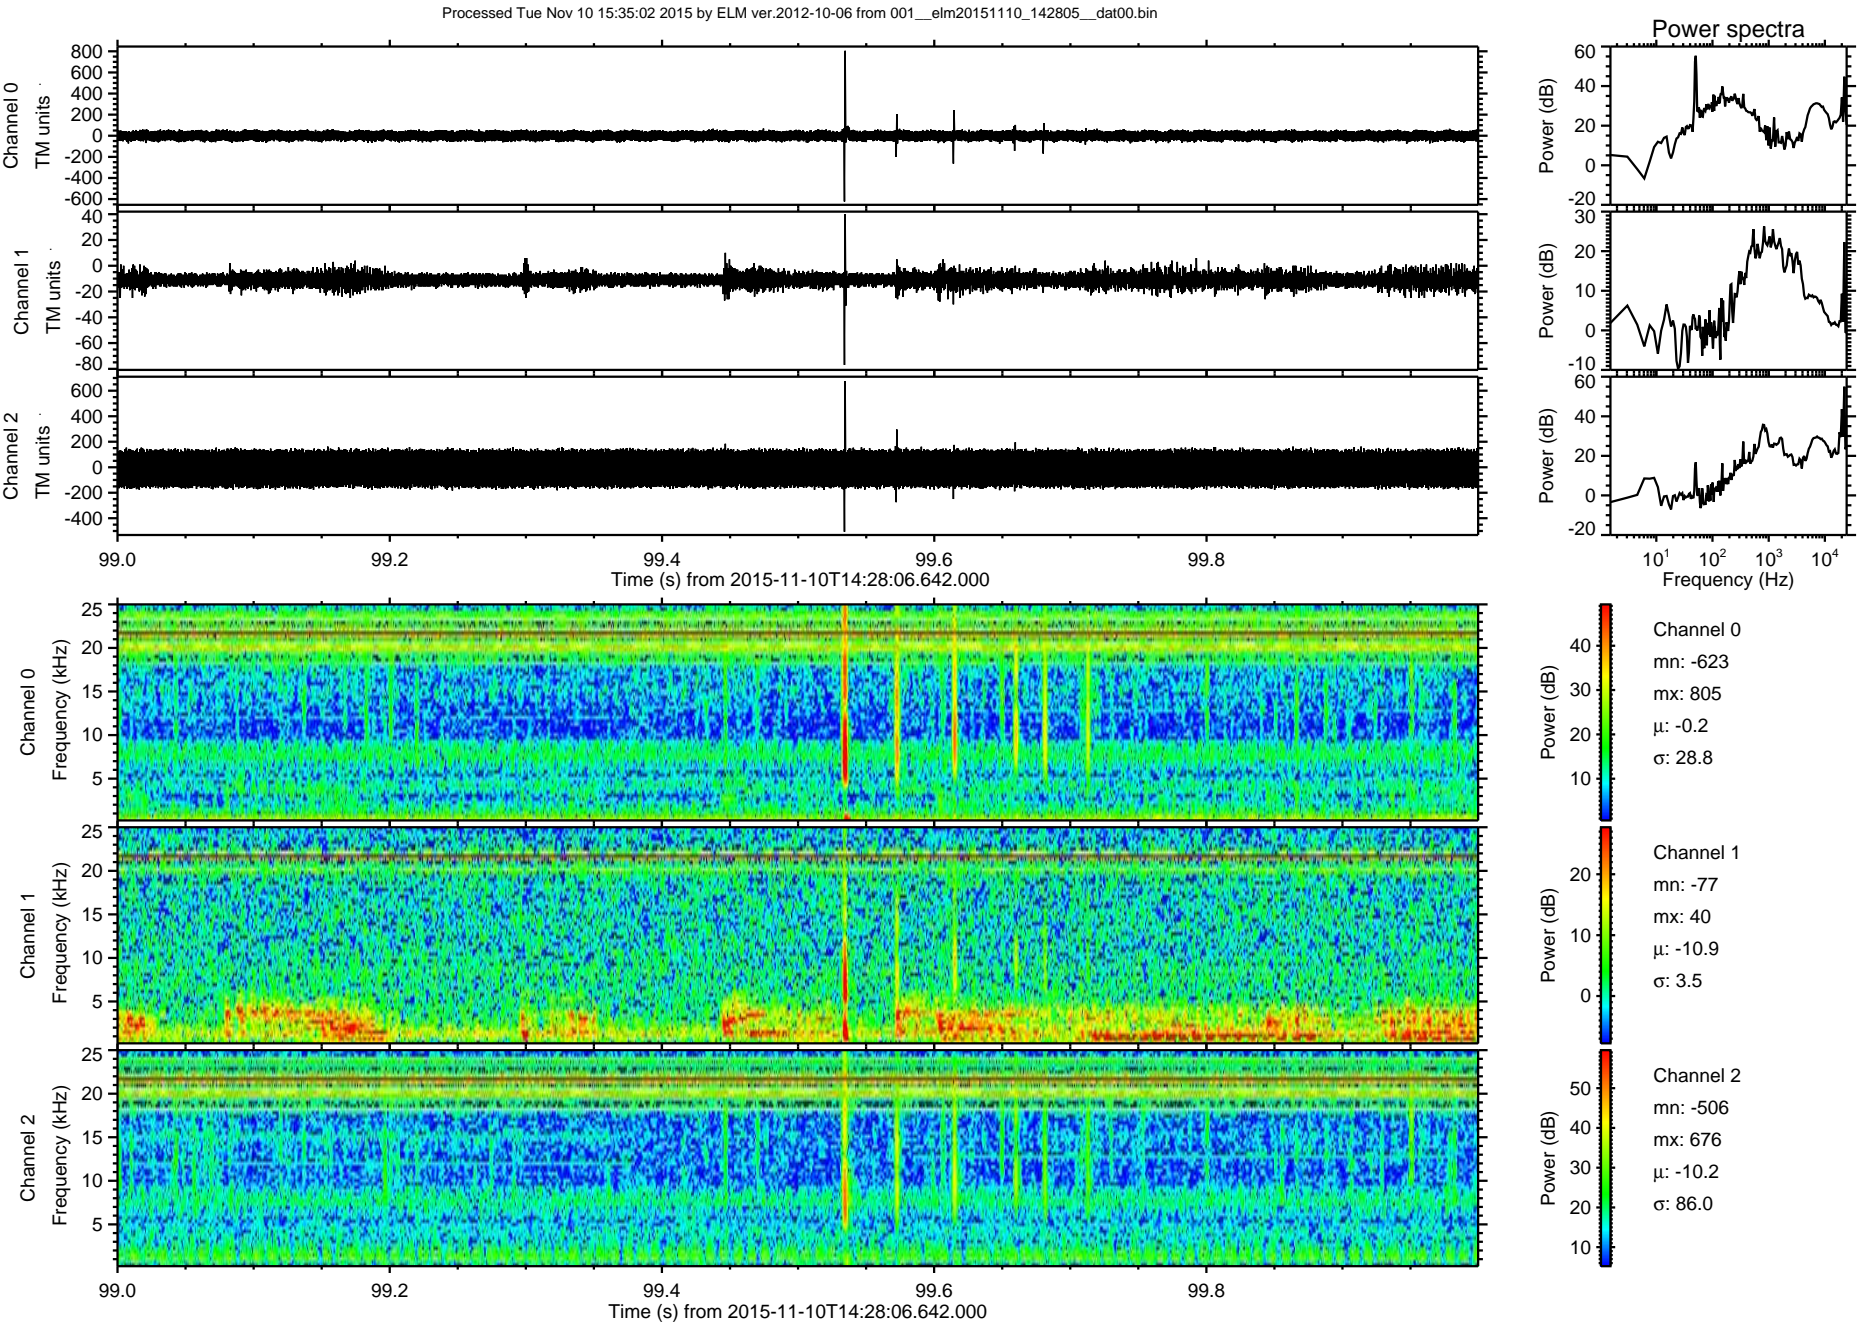 Processed Tue Nov 10 15:35:02 2015 by ELM ver.2012-10-06 from 001__elm20151110_142805__dat00.bin
Power spectra
Channel 0
TM units
800
600
400
200
0
-200
-400
-600
Power (dB)
60
40
20
0
-20
Channel 1
TM units
40
20
0
-20
-40
-60
-80
Power (dB)
30
20
10
0
-10
Channel 2
TM units
600
400
200
0
-200
-400
Power (dB)
60
40
20
0
-20
99.0 99.2 99.4 99.6 99.8
Time (s) from 2015-11-10T14:28:06.642.000
10¹ 10² 10³ 10⁴
Frequency (Hz)
Channel 0
Frequency (kHz)
25
20
15
10
5
Power (dB)
40
30
20
10
Channel 0
mn: -623
mx: 805
μ: -0.2
σ: 28.8
Channel 1
Frequency (kHz)
25
20
15
10
5
Power (dB)
20
10
0
Channel 1
mn: -77
mx: 40
μ: -10.9
σ: 3.5
Channel 2
Frequency (kHz)
25
20
15
10
5
Power (dB)
50
40
30
20
10
Channel 2
mn: -506
mx: 676
μ: -10.2
σ: 86.0
99.0 99.2 99.4 99.6 99.8
Time (s) from 2015-11-10T14:28:06.642.000